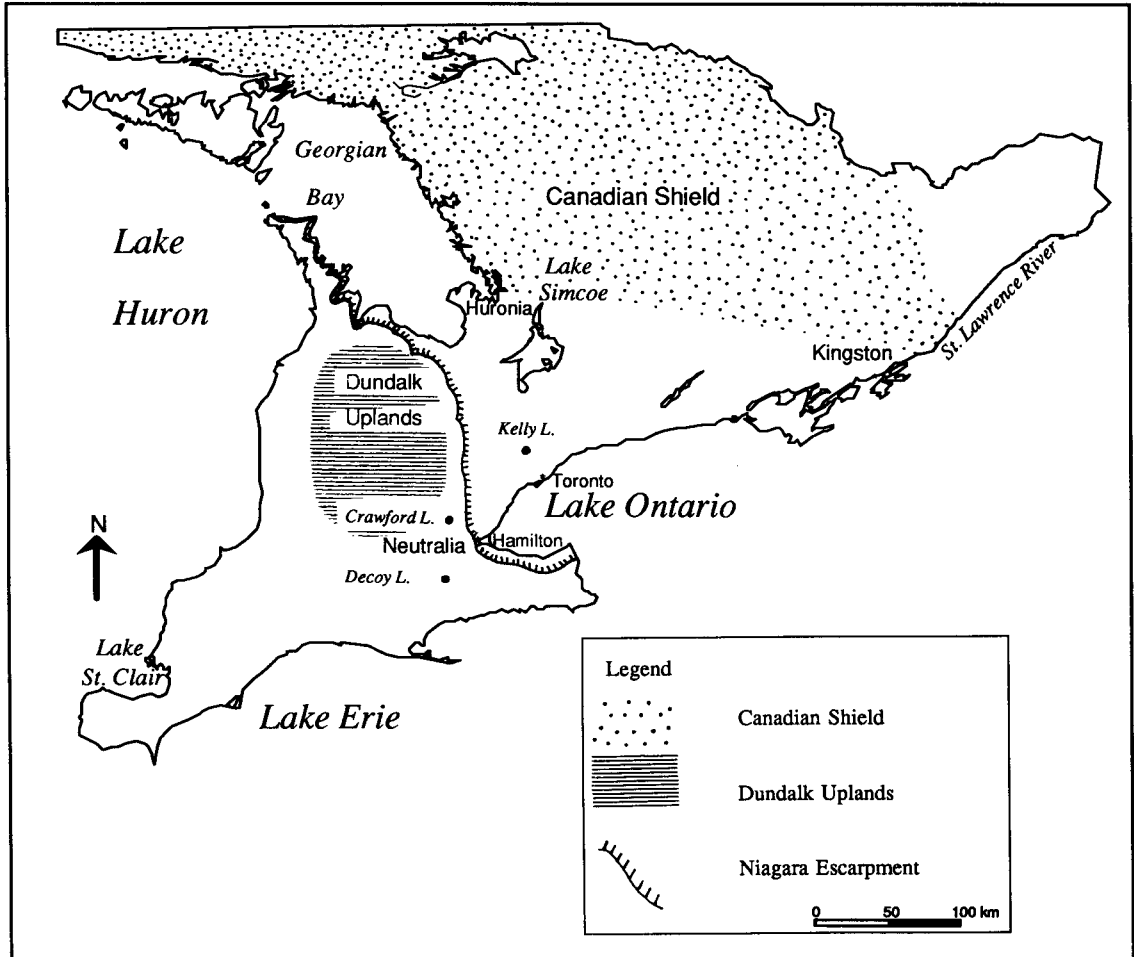 Georgian
Bay
Canadian Shield
Lake
Huron
Lake
Simcoe
Huronia
St. Lawrence River
Kingston
Dundalk
Uplands
Kelly L.
Toronto
Lake Ontario
Crawford L.
N
Neutralia
Hamilton
Decoy L.
Lake
St. Clair
Lake Erie
Legend
Canadian Shield
Dundalk Uplands
Niagara Escarpment
0 50 100 km